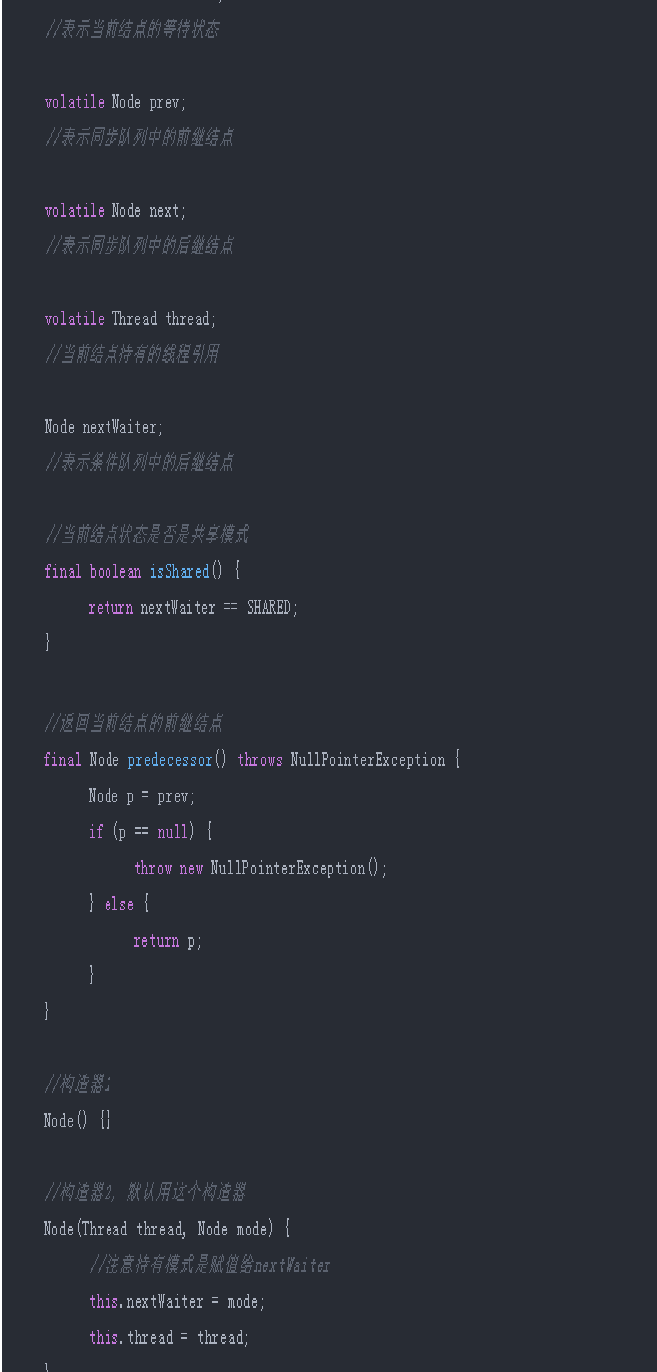 //表示当前结点的等待状态
volatile Node prev;
//表示同步队列中的前继结点
volatile Node next;
//表示同步队列中的后继结点
volatile Thread thread;
//当前结点持有的线程引用
Node nextWaiter;
//表示条件队列中的后继结点
//当前结点状态是否是共享模式
final boolean isShared() {
return nextWaiter == SHARED;
}
//返回当前结点的前继结点
final Node predecessor() throws NullPointerException {
Node p = prev;
if (p == null) {
throw new NullPointerException();
} else {
return p;
}
}
//构造器1
Node() {}
//构造器2, 默认用这个构造器
Node(Thread thread, Node mode) {
//注意持有模式是赋值给nextWaiter
this.nextWaiter = mode;
this.thread = thread;
}